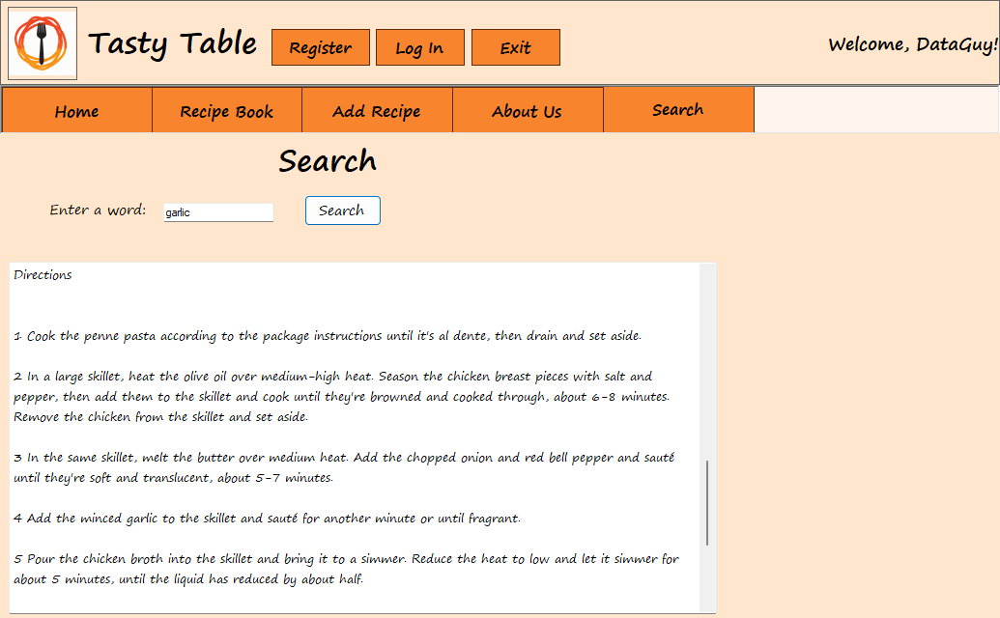 Tasty Table
Register
Log In
Exit
Welcome, DataGuy!
Home
Recipe Book
Add Recipe
About Us
Search
Search
Enter a word:
garlic
Search
Directions
1 Cook the penne pasta according to the package instructions until it's al dente, then drain and set aside.
2 In a large skillet, heat the olive oil over medium-high heat. Season the chicken breast pieces with salt and
pepper, then add them to the skillet and cook until they're browned and cooked through, about 6-8 minutes.
Remove the chicken from the skillet and set aside.
3 In the same skillet, melt the butter over medium heat. Add the chopped onion and red bell pepper and sauté
until they're soft and translucent, about 5-7 minutes.
4 Add the minced garlic to the skillet and sauté for another minute or until fragrant.
5 Pour the chicken broth into the skillet and bring it to a simmer. Reduce the heat to low and let it simmer for
about 5 minutes, until the liquid has reduced by about half.